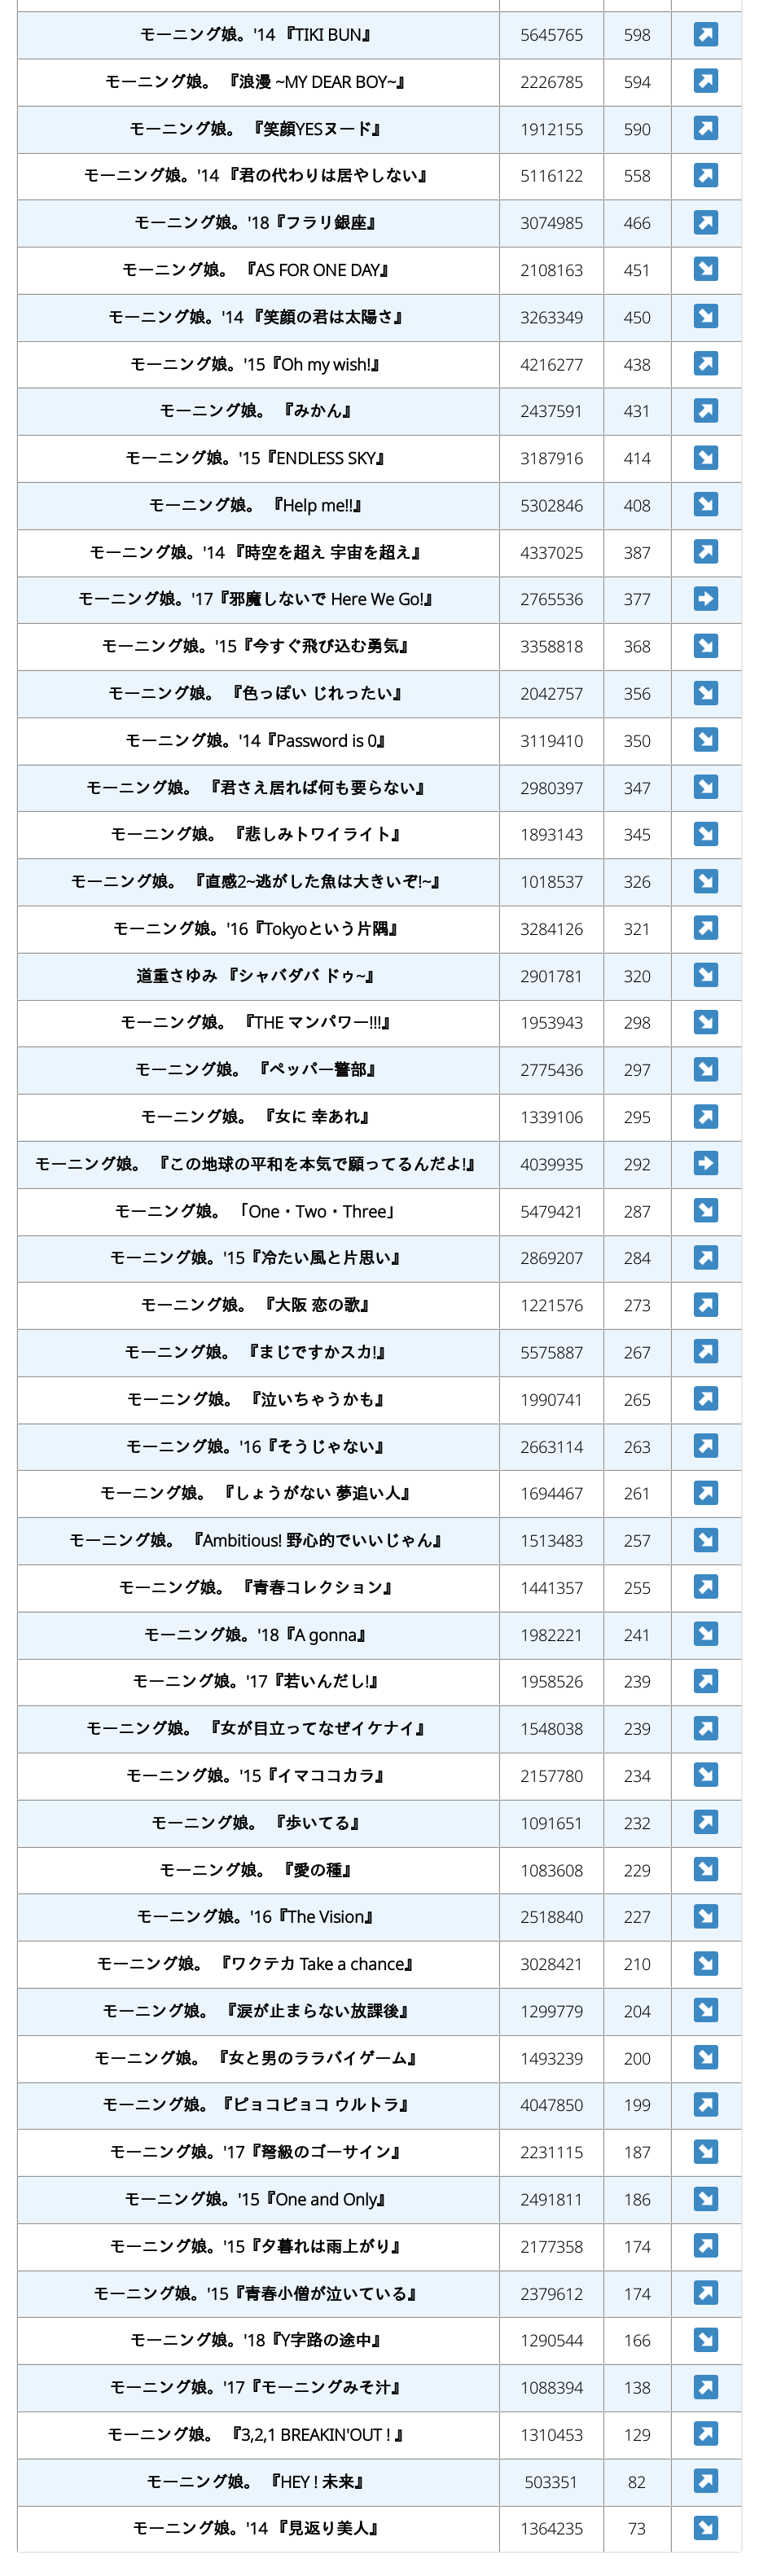 モーニング娘。'14 『TIKI BUN』 5645765 598 ↗
モーニング娘。 『浪漫 ~MY DEAR BOY~』 2226785 594 ↗
モーニング娘。 『笑顔YESヌード』 1912155 590 ↗
モーニング娘。'14 『君の代わりは居やしない』 5116122 558 ↗
モーニング娘。'18『フラリ銀座』 3074985 466 ↗
モーニング娘。 『AS FOR ONE DAY』 2108163 451 ↘
モーニング娘。'14 『笑顔の君は太陽さ』 3263349 450 ↘
モーニング娘。'15『Oh my wish!』 4216277 438 ↗
モーニング娘。 『みかん』 2437591 431 ↗
モーニング娘。'15『ENDLESS SKY』 3187916 414 ↘
モーニング娘。 『Help me!!』 5302846 408 ↘
モーニング娘。'14 『時空を超え 宇宙を超え』 4337025 387 ↗
モーニング娘。'17『邪魔しないで Here We Go!』 2765536 377 ➡
モーニング娘。'15『今すぐ飛び込む勇気』 3358818 368 ↘
モーニング娘。 『色っぽい じれったい』 2042757 356 ↘
モーニング娘。'14『Password is 0』 3119410 350 ↘
モーニング娘。 『君さえ居れば何も要らない』 2980397 347 ↘
モーニング娘。 『悲しみトワイライト』 1893143 345 ↘
モーニング娘。 『直感2~逃がした魚は大きいぞ!~』 1018537 326 ↘
モーニング娘。'16『Tokyoという片隅』 3284126 321 ↗
道重さゆみ 『シャバダバ ドゥ~』 2901781 320 ↘
モーニング娘。 『THE マンパワー!!!』 1953943 298 ↘
モーニング娘。 『ペッパー警部』 2775436 297 ↘
モーニング娘。 『女に 幸あれ』 1339106 295 ↗
モーニング娘。 『この地球の平和を本気で願ってるんだよ!』 4039935 292 ➡
モーニング娘。 「One・Two・Three」 5479421 287 ↘
モーニング娘。'15『冷たい風と片思い』 2869207 284 ↗
モーニング娘。 『大阪 恋の歌』 1221576 273 ↗
モーニング娘。 『まじですかスカ!』 5575887 267 ↗
モーニング娘。 『泣いちゃうかも』 1990741 265 ↗
モーニング娘。'16『そうじゃない』 2663114 263 ↗
モーニング娘。 『しょうがない 夢追い人』 1694467 261 ↗
モーニング娘。 『Ambitious! 野心的でいいじゃん』 1513483 257 ↘
モーニング娘。 『青春コレクション』 1441357 255 ↗
モーニング娘。'18『A gonna』 1982221 241 ↘
モーニング娘。'17『若いんだし!』 1958526 239 ↗
モーニング娘。 『女が目立ってなぜイケナイ』 1548038 239 ↗
モーニング娘。'15『イマココカラ』 2157780 234 ↘
モーニング娘。 『歩いてる』 1091651 232 ↗
モーニング娘。 『愛の種』 1083608 229 ↘
モーニング娘。'16『The Vision』 2518840 227 ↘
モーニング娘。 『ワクテカ Take a chance』 3028421 210 ↘
モーニング娘。 『涙が止まらない放課後』 1299779 204 ↘
モーニング娘。 『女と男のララバイゲーム』 1493239 200 ↘
モーニング娘。『ピョコピョコ ウルトラ』 4047850 199 ↗
モーニング娘。'17『弩級のゴーサイン』 2231115 187 ↘
モーニング娘。'15『One and Only』 2491811 186 ↘
モーニング娘。'15『夕暮れは雨上がり』 2177358 174 ↗
モーニング娘。'15『青春小僧が泣いている』 2379612 174 ↗
モーニング娘。'18『Y字路の途中』 1290544 166 ↘
モーニング娘。'17『モーニングみそ汁』 1088394 138 ↗
モーニング娘。 『3,2,1 BREAKIN'OUT ! 』 1310453 129 ↗
モーニング娘。 『HEY ! 未来』 503351 82 ↗
モーニング娘。'14 『見返り美人』 1364235 73 ↘